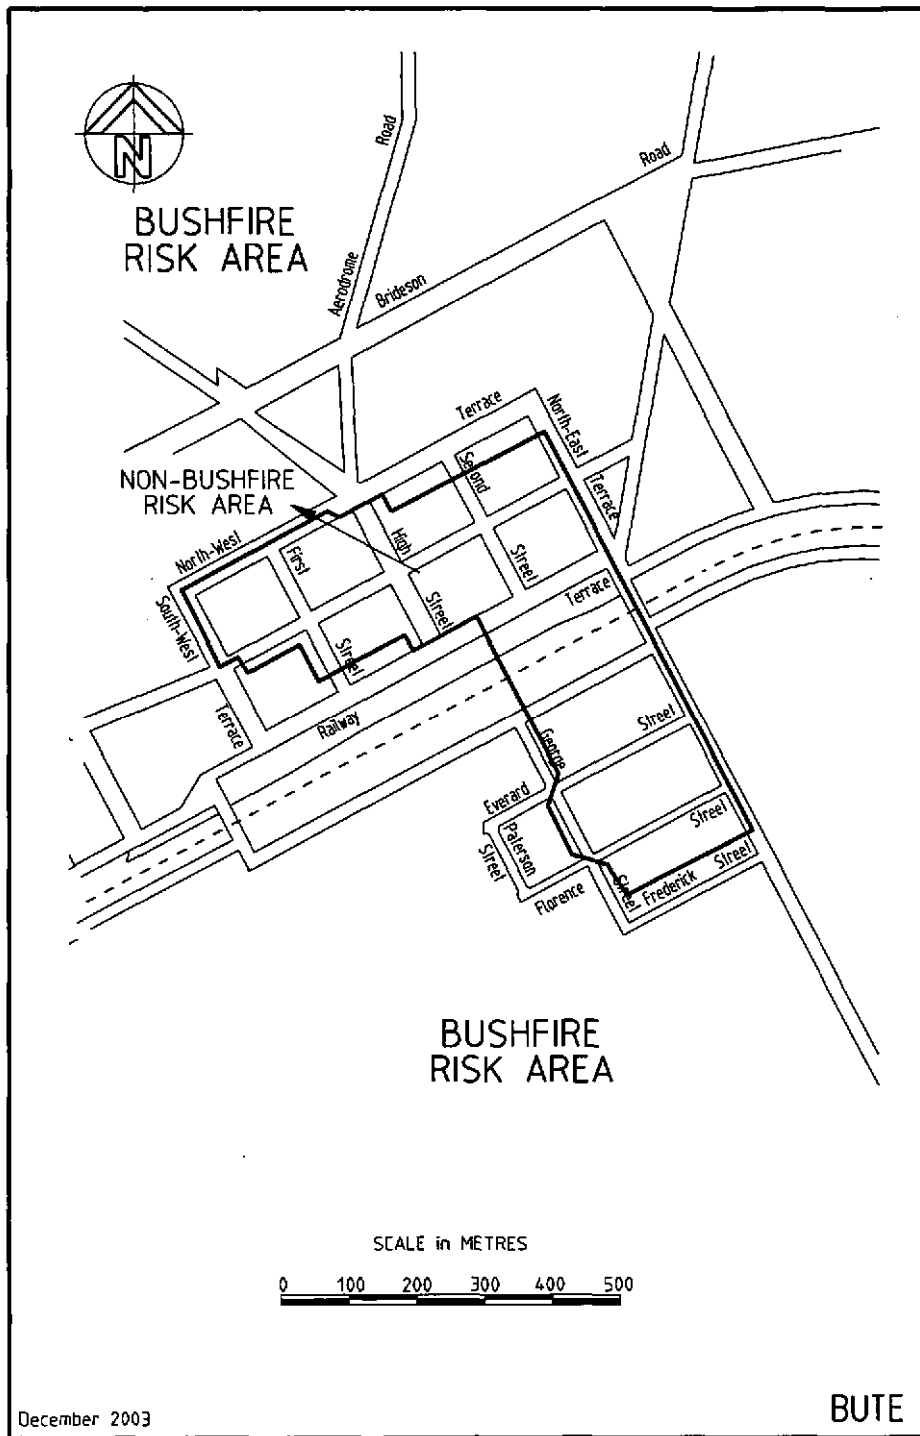 N
BUSHFIRE
RISK AREA
Road
Road
Aerodrome
Brideson
Terrace
North-East
Terrace
NON-BUSHFIRE
RISK AREA
North-West
First
High
Second
Street
Street
Street
Terrace
South-West
Terrace
Railway
George
Street
Everard
Paterson
Street
Street
Street
Stree
Frederick
Florence
BUSHFIRE
RISK AREA
SCALE in METRES
0 100 200 300 400 500
December 2003
BUTE